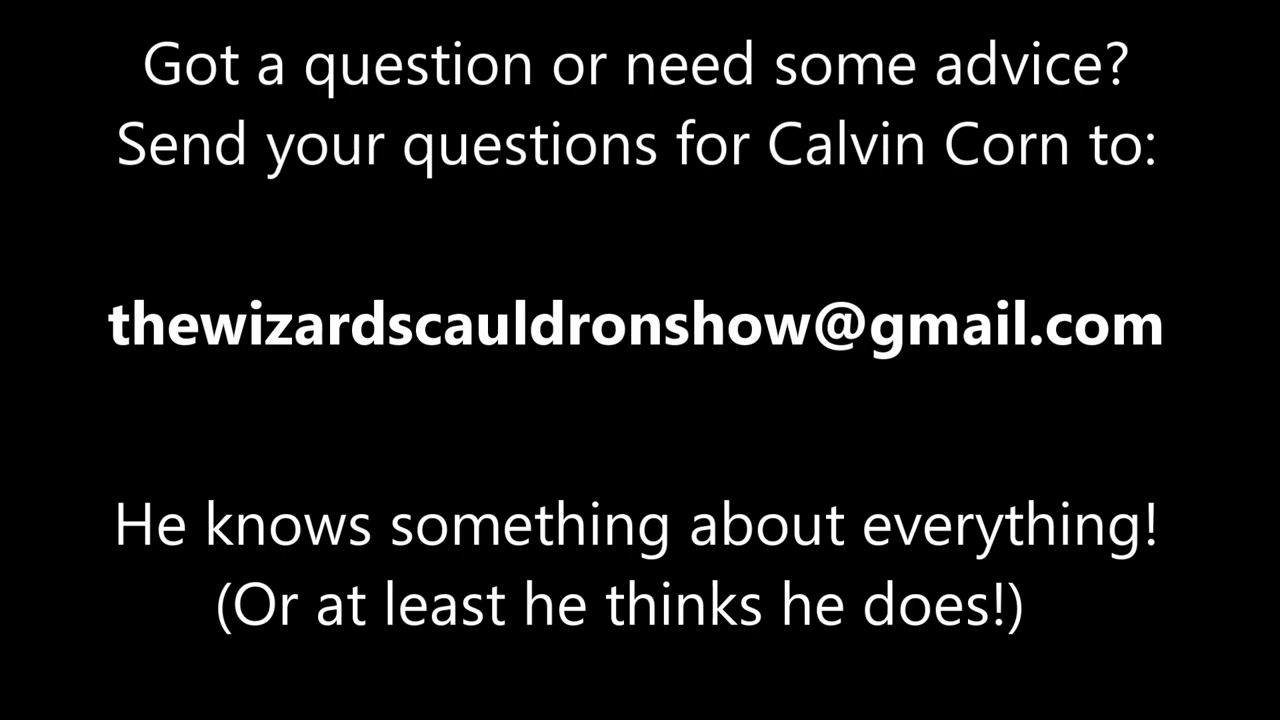 Got a question or need some advice?
Send your questions for Calvin Corn to:
thewizardscauldronshow@gmail.com
He knows something about everything!
(Or at least he thinks he does!)